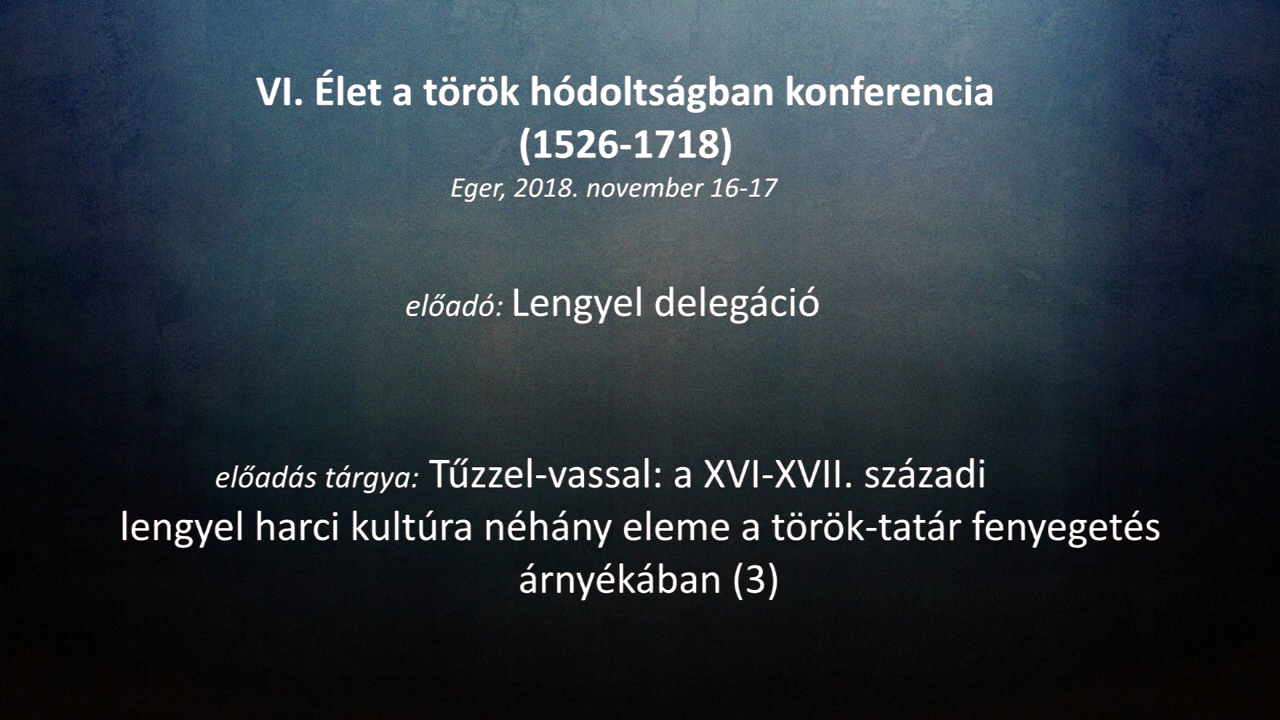 VI. Élet a török hódoltságban konferencia
(1526-1718)
Eger, 2018. november 16-17
előadó: Lengyel delegáció
előadás tárgya: Tűzzel-vassal: a XVI-XVII. századi
lengyel harci kultúra néhány eleme a török-tatár fenyegetés
árnyékában (3)